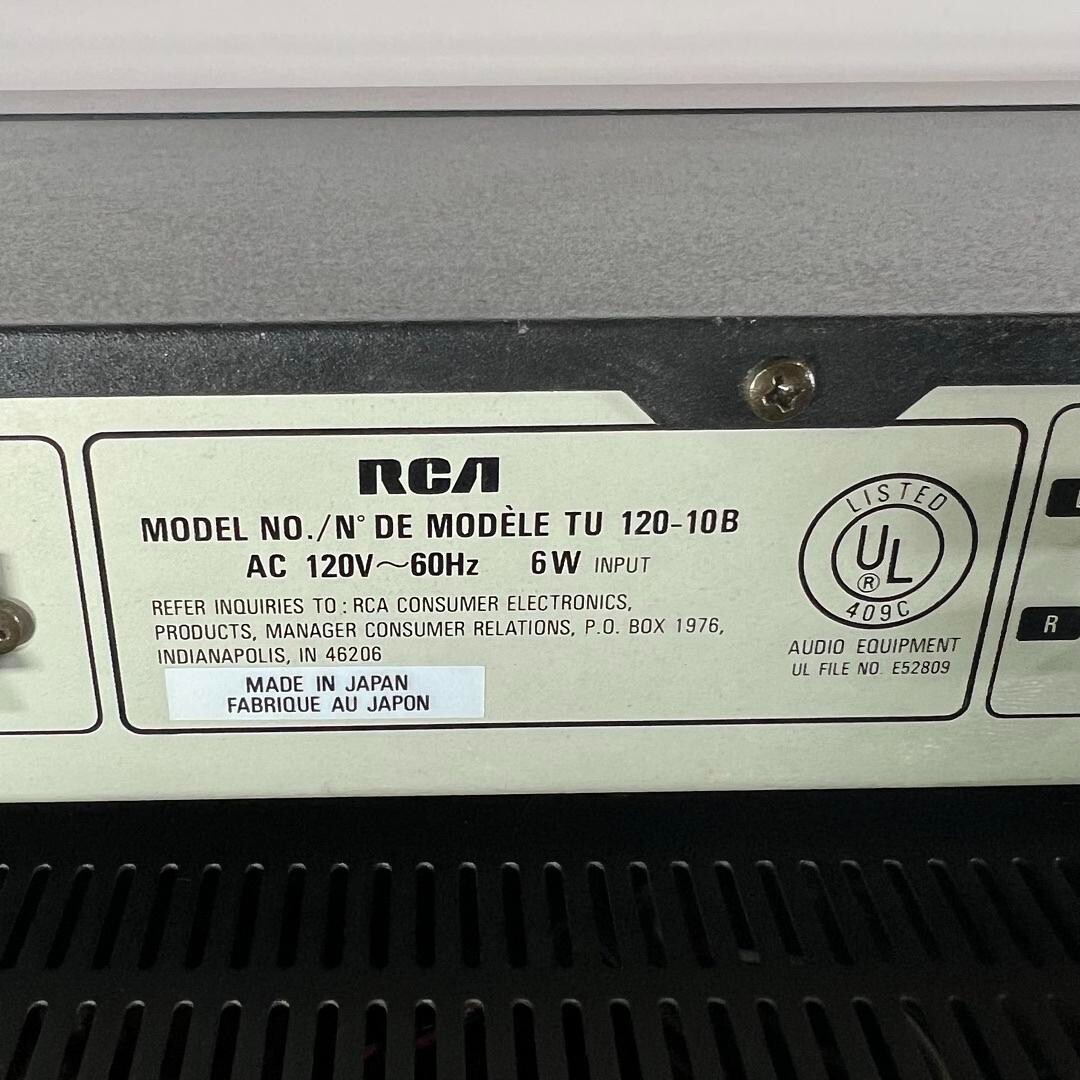 RCA
MODEL NO./N° DE MODÈLE TU 120-10B
AC 120V~60Hz 6W INPUT
REFER INQUIRIES TO : RCA CONSUMER ELECTRONICS,
PRODUCTS, MANAGER CONSUMER RELATIONS, P.O. BOX 1976,
INDIANAPOLIS, IN 46206
MADE IN JAPAN
FABRIQUE AU JAPON
LISTED
UL
®
409C
AUDIO EQUIPMENT
UL FILE NO. E52809
R